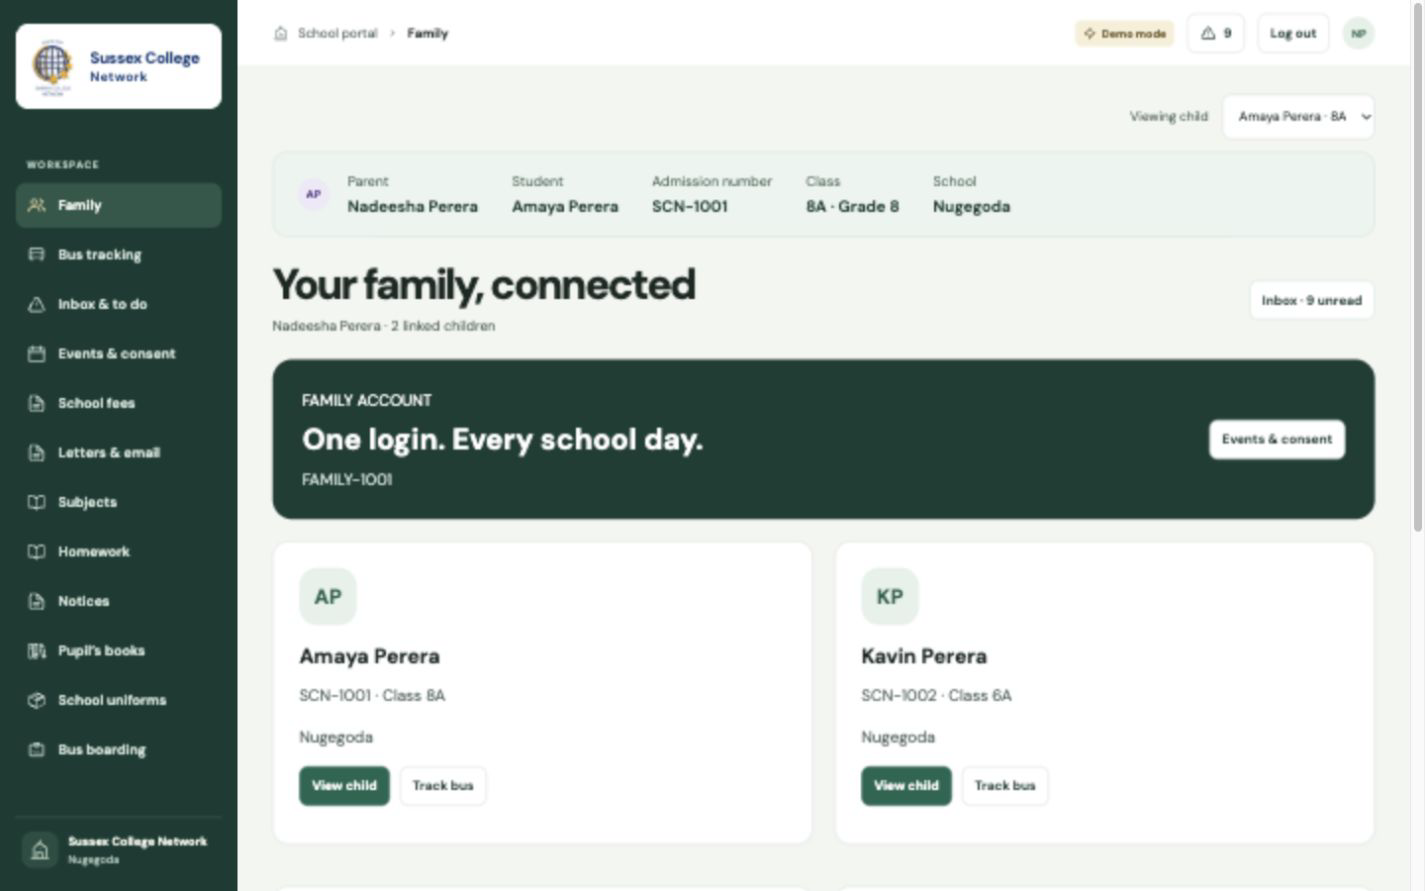 Sussex College
Network
WORKSPACE
Family
Bus tracking
Inbox & to do
Events & consent
School fees
Letters & email
Subjects
Homework
Notices
Pupil's books
School uniforms
Bus boarding
Sussex College Network
Nugegoda
School portal > Family
Demo mode
9
Log out
NP
Viewing child
Amaya Perera · 8A
AP
Parent
Nadeesha Perera
Student
Amaya Perera
Admission number
SCN-1001
Class
8A · Grade 8
School
Nugegoda
Your family, connected
Nadeesha Perera · 2 linked children
Inbox · 9 unread
FAMILY ACCOUNT
One login. Every school day.
FAMILY-1001
Events & consent
AP
Amaya Perera
SCN-1001 · Class 8A
Nugegoda
View child
Track bus
KP
Kavin Perera
SCN-1002 · Class 6A
Nugegoda
View child
Track bus